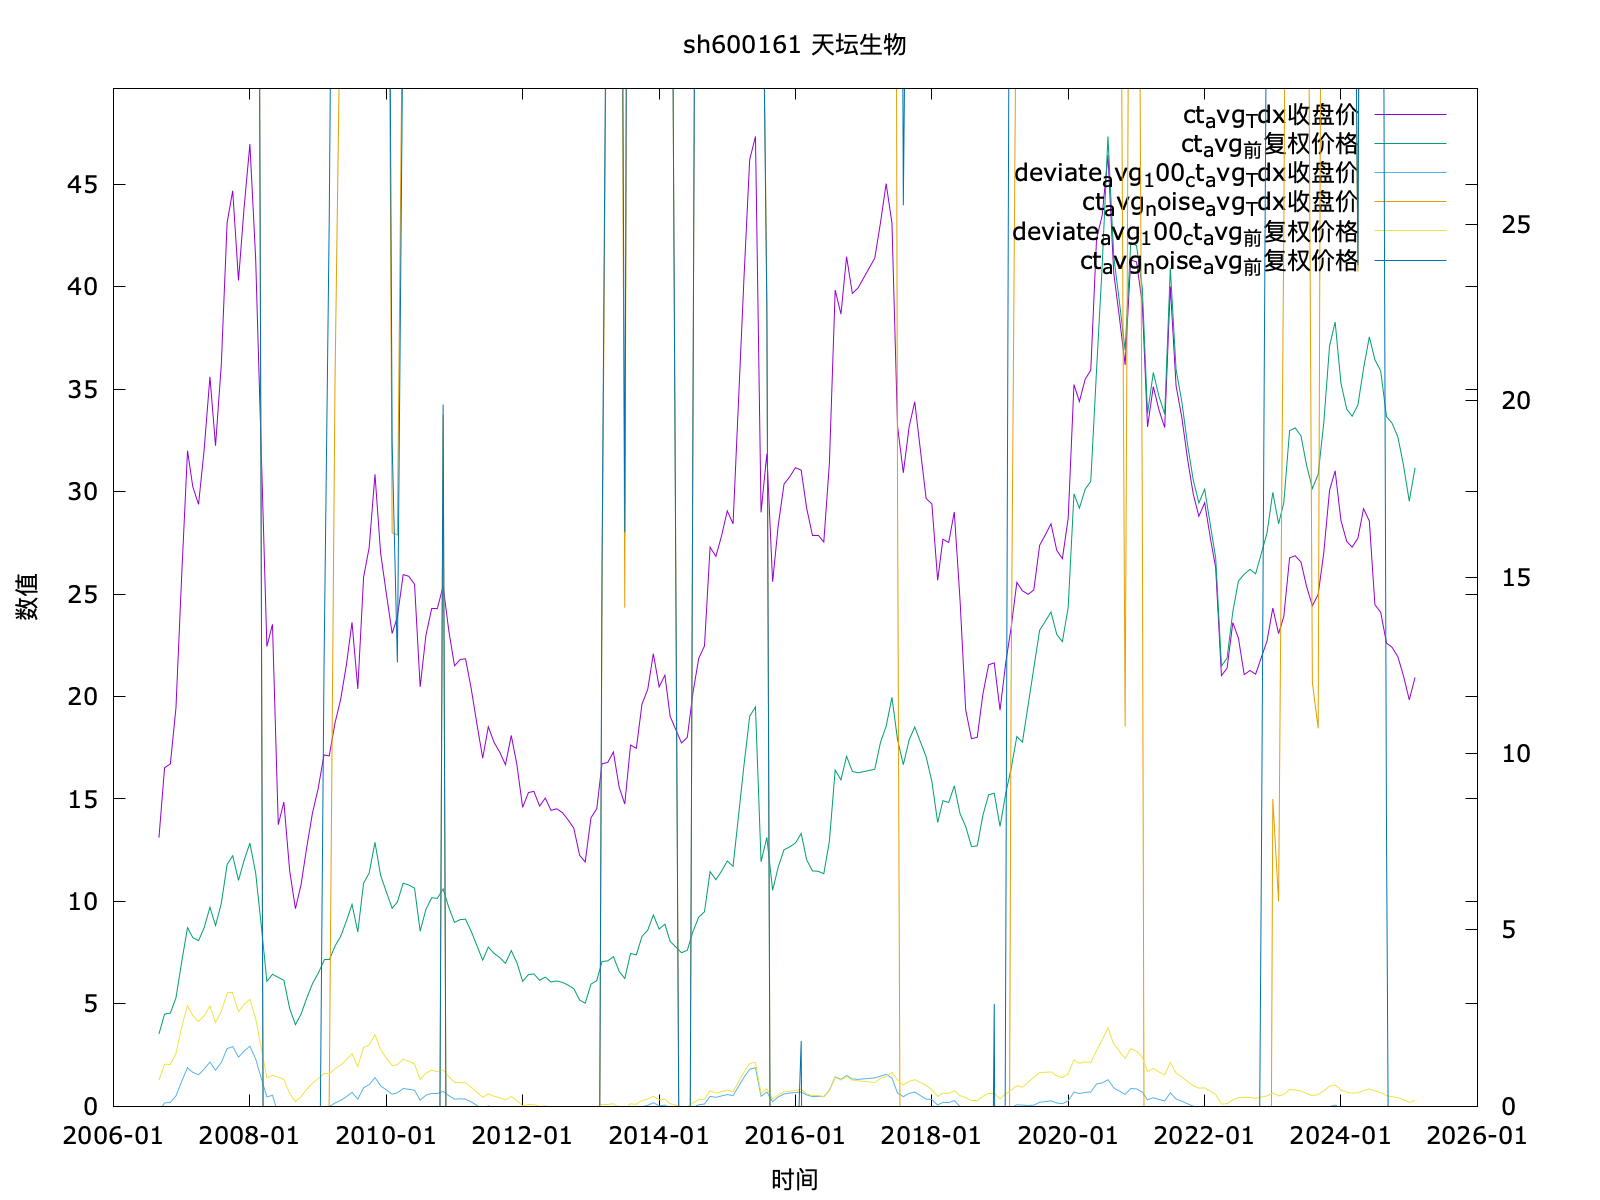 sh600161 天坛生物
ct_avg_Tdx收盘价
ct_avg_前复权价格
deviate_avg_100_ct_avg_Tdx收盘价
ct_avg_noise_avg_Tdx收盘价
deviate_avg_100_ct_avg_前复权价格
ct_avg_noise_avg_前复权价格
45
40
35
30
25
20
15
10
5
0
25
20
15
10
5
0
数值
2006-01 2008-01 2010-01 2012-01 2014-01 2016-01 2018-01 2020-01 2022-01 2024-01 2026-01
时间